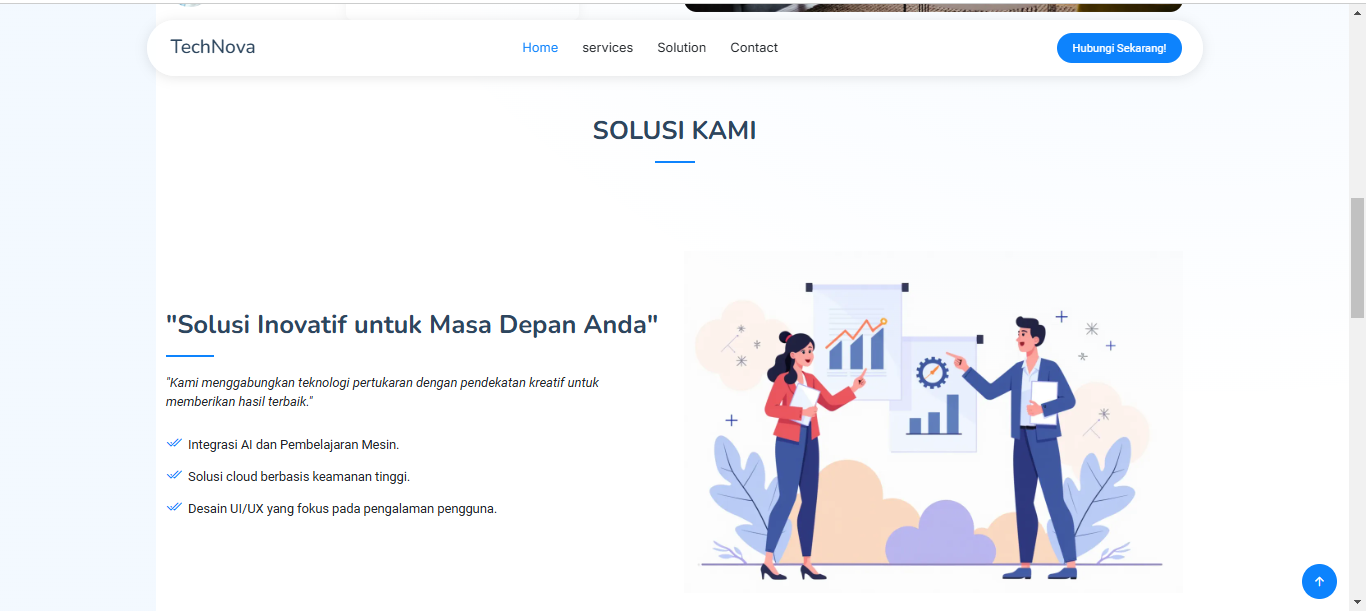 TechNova
Home services Solution Contact
Hubungi Sekarang!
SOLUSI KAMI
"Solusi Inovatif untuk Masa Depan Anda"
"Kami menggabungkan teknologi pertukaran dengan pendekatan kreatif untuk
memberikan hasil terbaik."
Integrasi AI dan Pembelajaran Mesin.
Solusi cloud berbasis keamanan tinggi.
Desain UI/UX yang fokus pada pengalaman pengguna.